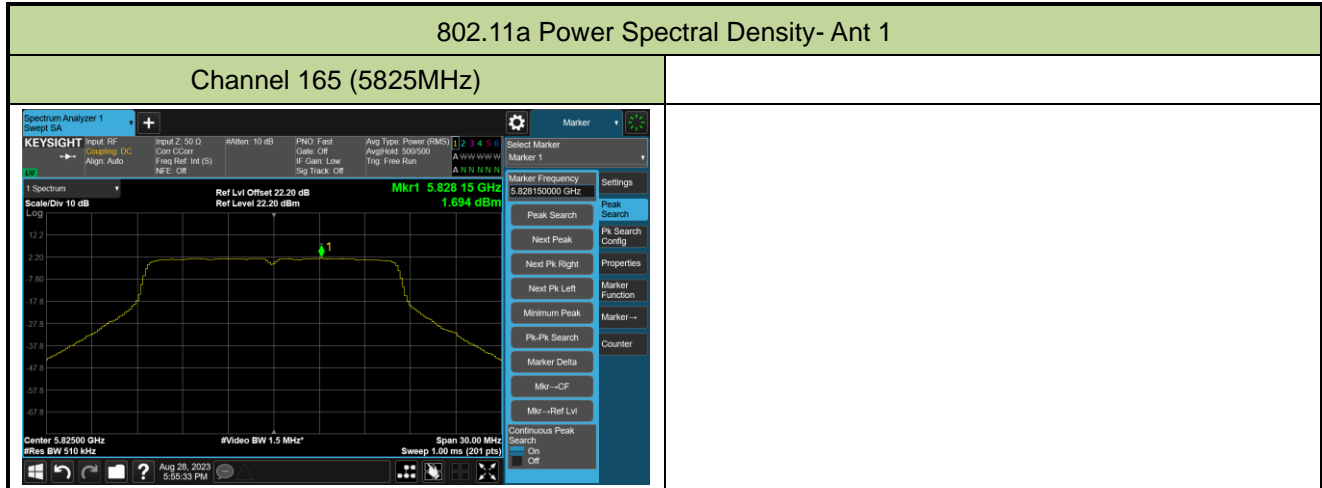 802.11a Power Spectral Density- Ant 1
Channel 165 (5825MHz)
Spectrum Analyzer 1
Swept SA
Marker
KEYSIGHT
Input: RF
Coupling: DC
Align: Auto
Input Z: 50 Ω
Corr CCorr
Freq Ref: Int (S)
NFE: Off
#Atten: 10 dB
PNO: Fast
Gate: Off
IF Gain: Low
Sig Track: Off
Avg Type: Power (RMS)
Avg|Hold: 500/500
Trig: Free Run
1 2 3 4 5 6
A W W W W W
A N N N N N
Select Marker
Marker 1
1 Spectrum
Scale/Div 10 dB
Log
Ref Lvl Offset 22.20 dB
Ref Level 22.20 dBm
Mkr1 5.828 15 GHz
1.694 dBm
12.2
2.20
-7.80
-17.8
-27.8
-37.8
-47.8
-57.8
-67.8
1
Center 5.82500 GHz
#Res BW 510 kHz
#Video BW 1.5 MHz*
Span 30.00 MHz
Sweep 1.00 ms (201 pts)
Marker Frequency
5.828150000 GHz
Peak Search
Next Peak
Next Pk Right
Next Pk Left
Minimum Peak
Pk-Pk Search
Marker Delta
Mkr→CF
Mkr→Ref Lvl
Continuous Peak
Search
On
Off
Settings
Peak
Search
Pk Search
Config
Properties
Marker
Function
Marker→
Counter
?
Aug 28, 2023
5:55:33 PM